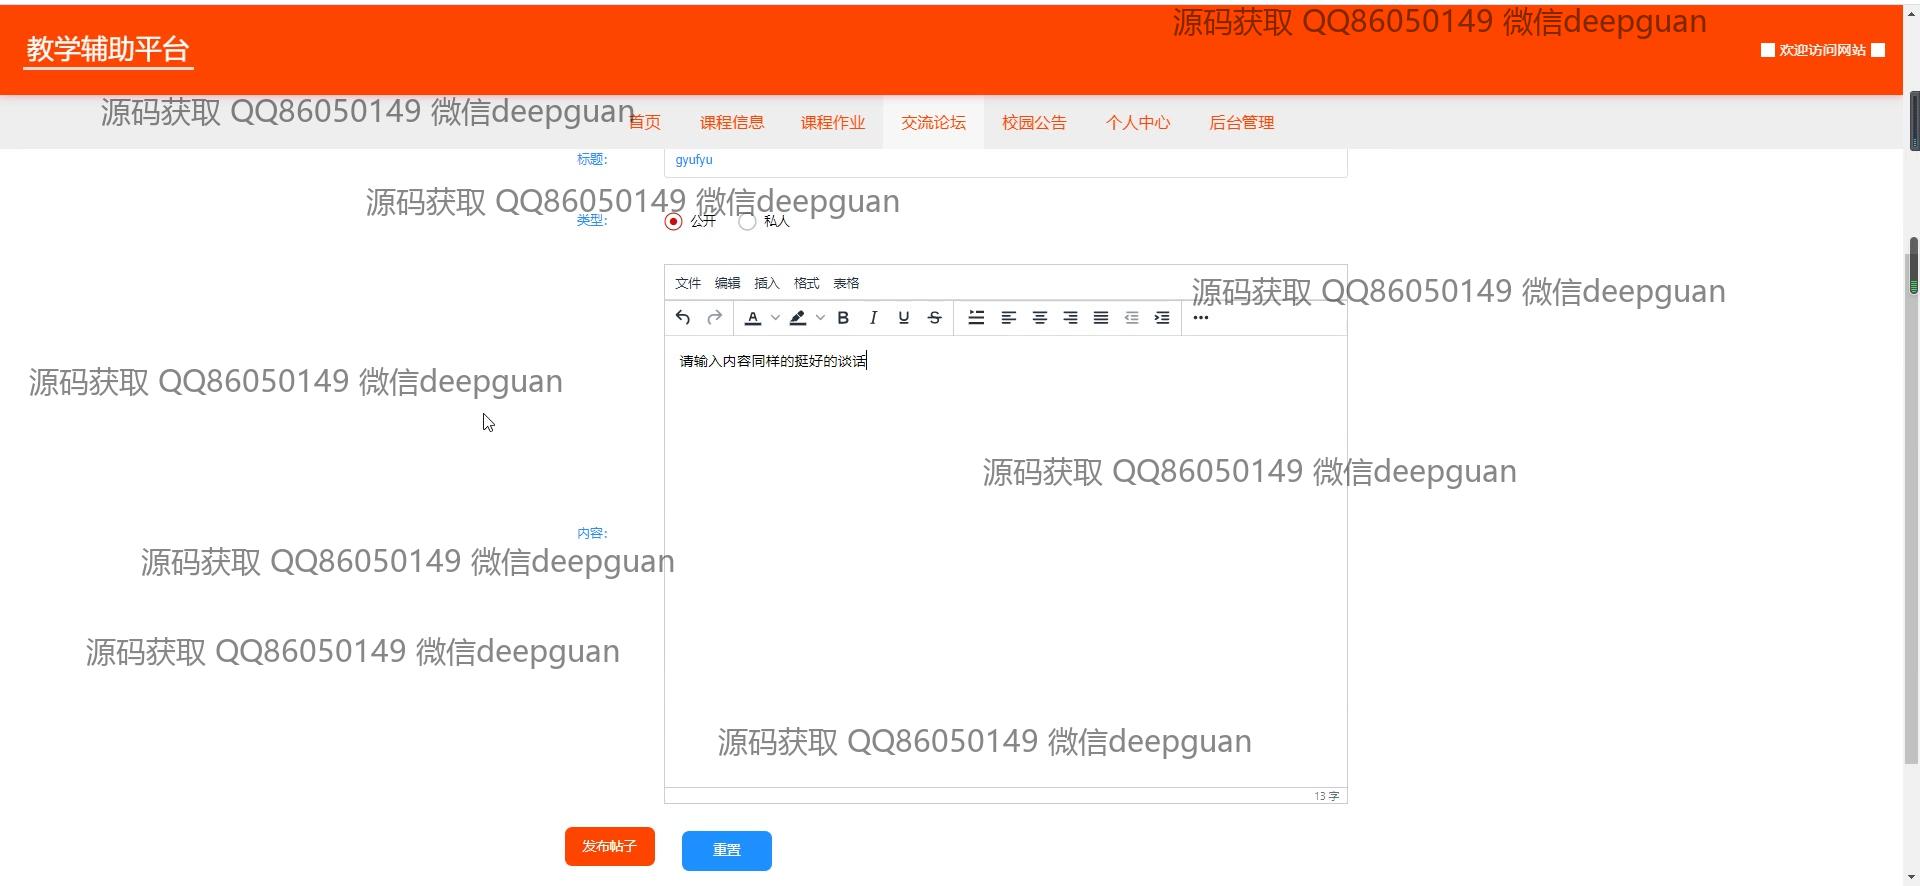 源码获取 QQ86050149 微信deepguan
教学辅助平台
欢迎访问网站
源码获取 QQ86050149 微信deepguan
首页 课程信息 课程作业 交流论坛 校园公告 个人中心 后台管理
标题: gyufyu
源码获取 QQ86050149 微信deepguan
类型: 公开 私人
文件 编辑 插入 格式 表格
源码获取 QQ86050149 微信deepguan
请输入内容同样的挺好的谈话
源码获取 QQ86050149 微信deepguan
源码获取 QQ86050149 微信deepguan
内容:
源码获取 QQ86050149 微信deepguan
源码获取 QQ86050149 微信deepguan
源码获取 QQ86050149 微信deepguan
13 字
发布帖子 重置